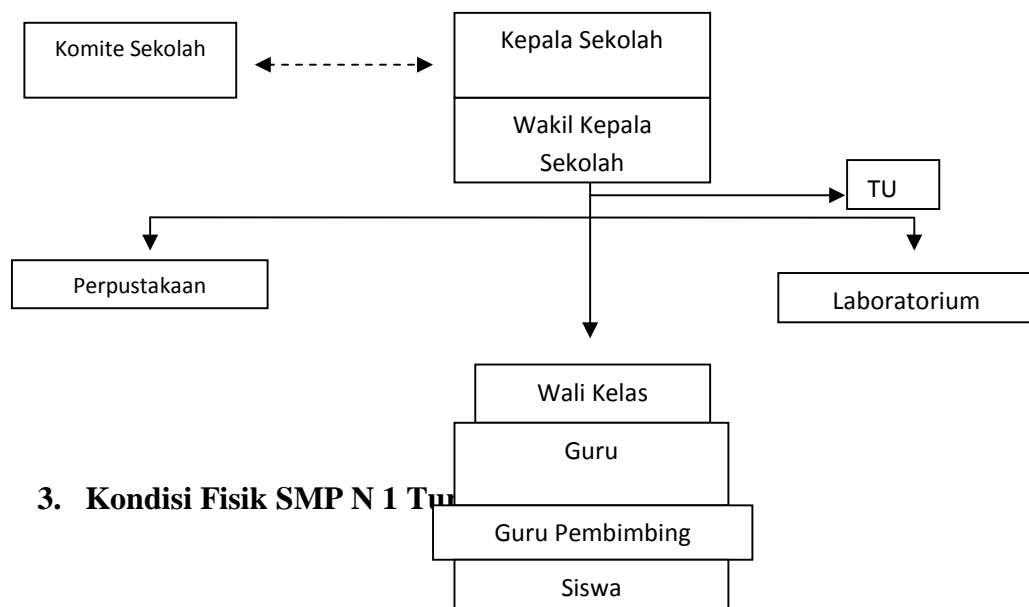 Komite Sekolah
Kepala Sekolah
Wakil Kepala
Sekolah
TU
Perpustakaan
Laboratorium
Wali Kelas
Guru
3. Kondisi Fisik SMP N 1
Guru Pembimbing
Siswa